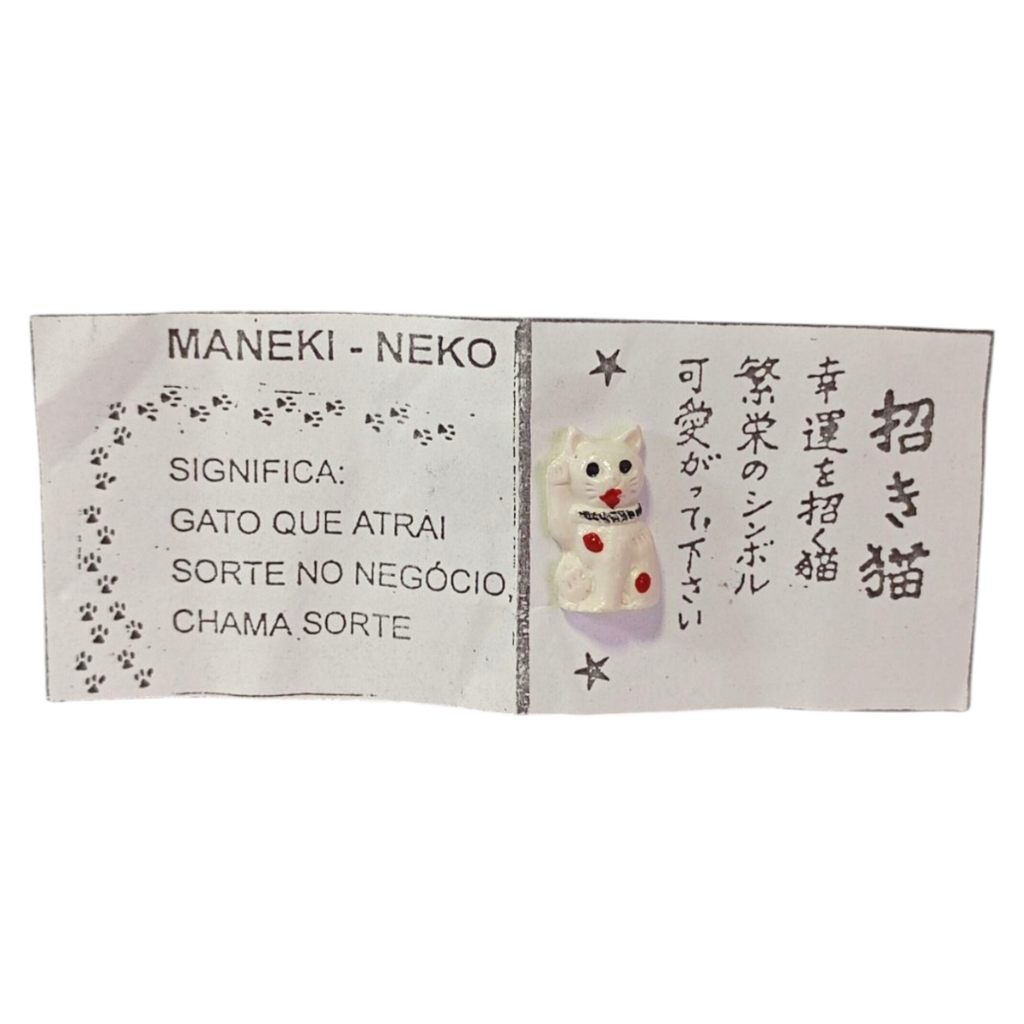 MANEKI - NEKO
SIGNIFICA:
GATO QUE ATRAI
SORTE NO NEGÓCIO,
CHAMA SORTE
招き猫
幸運を招く猫
繁栄のシンボル
可愛がって下さい